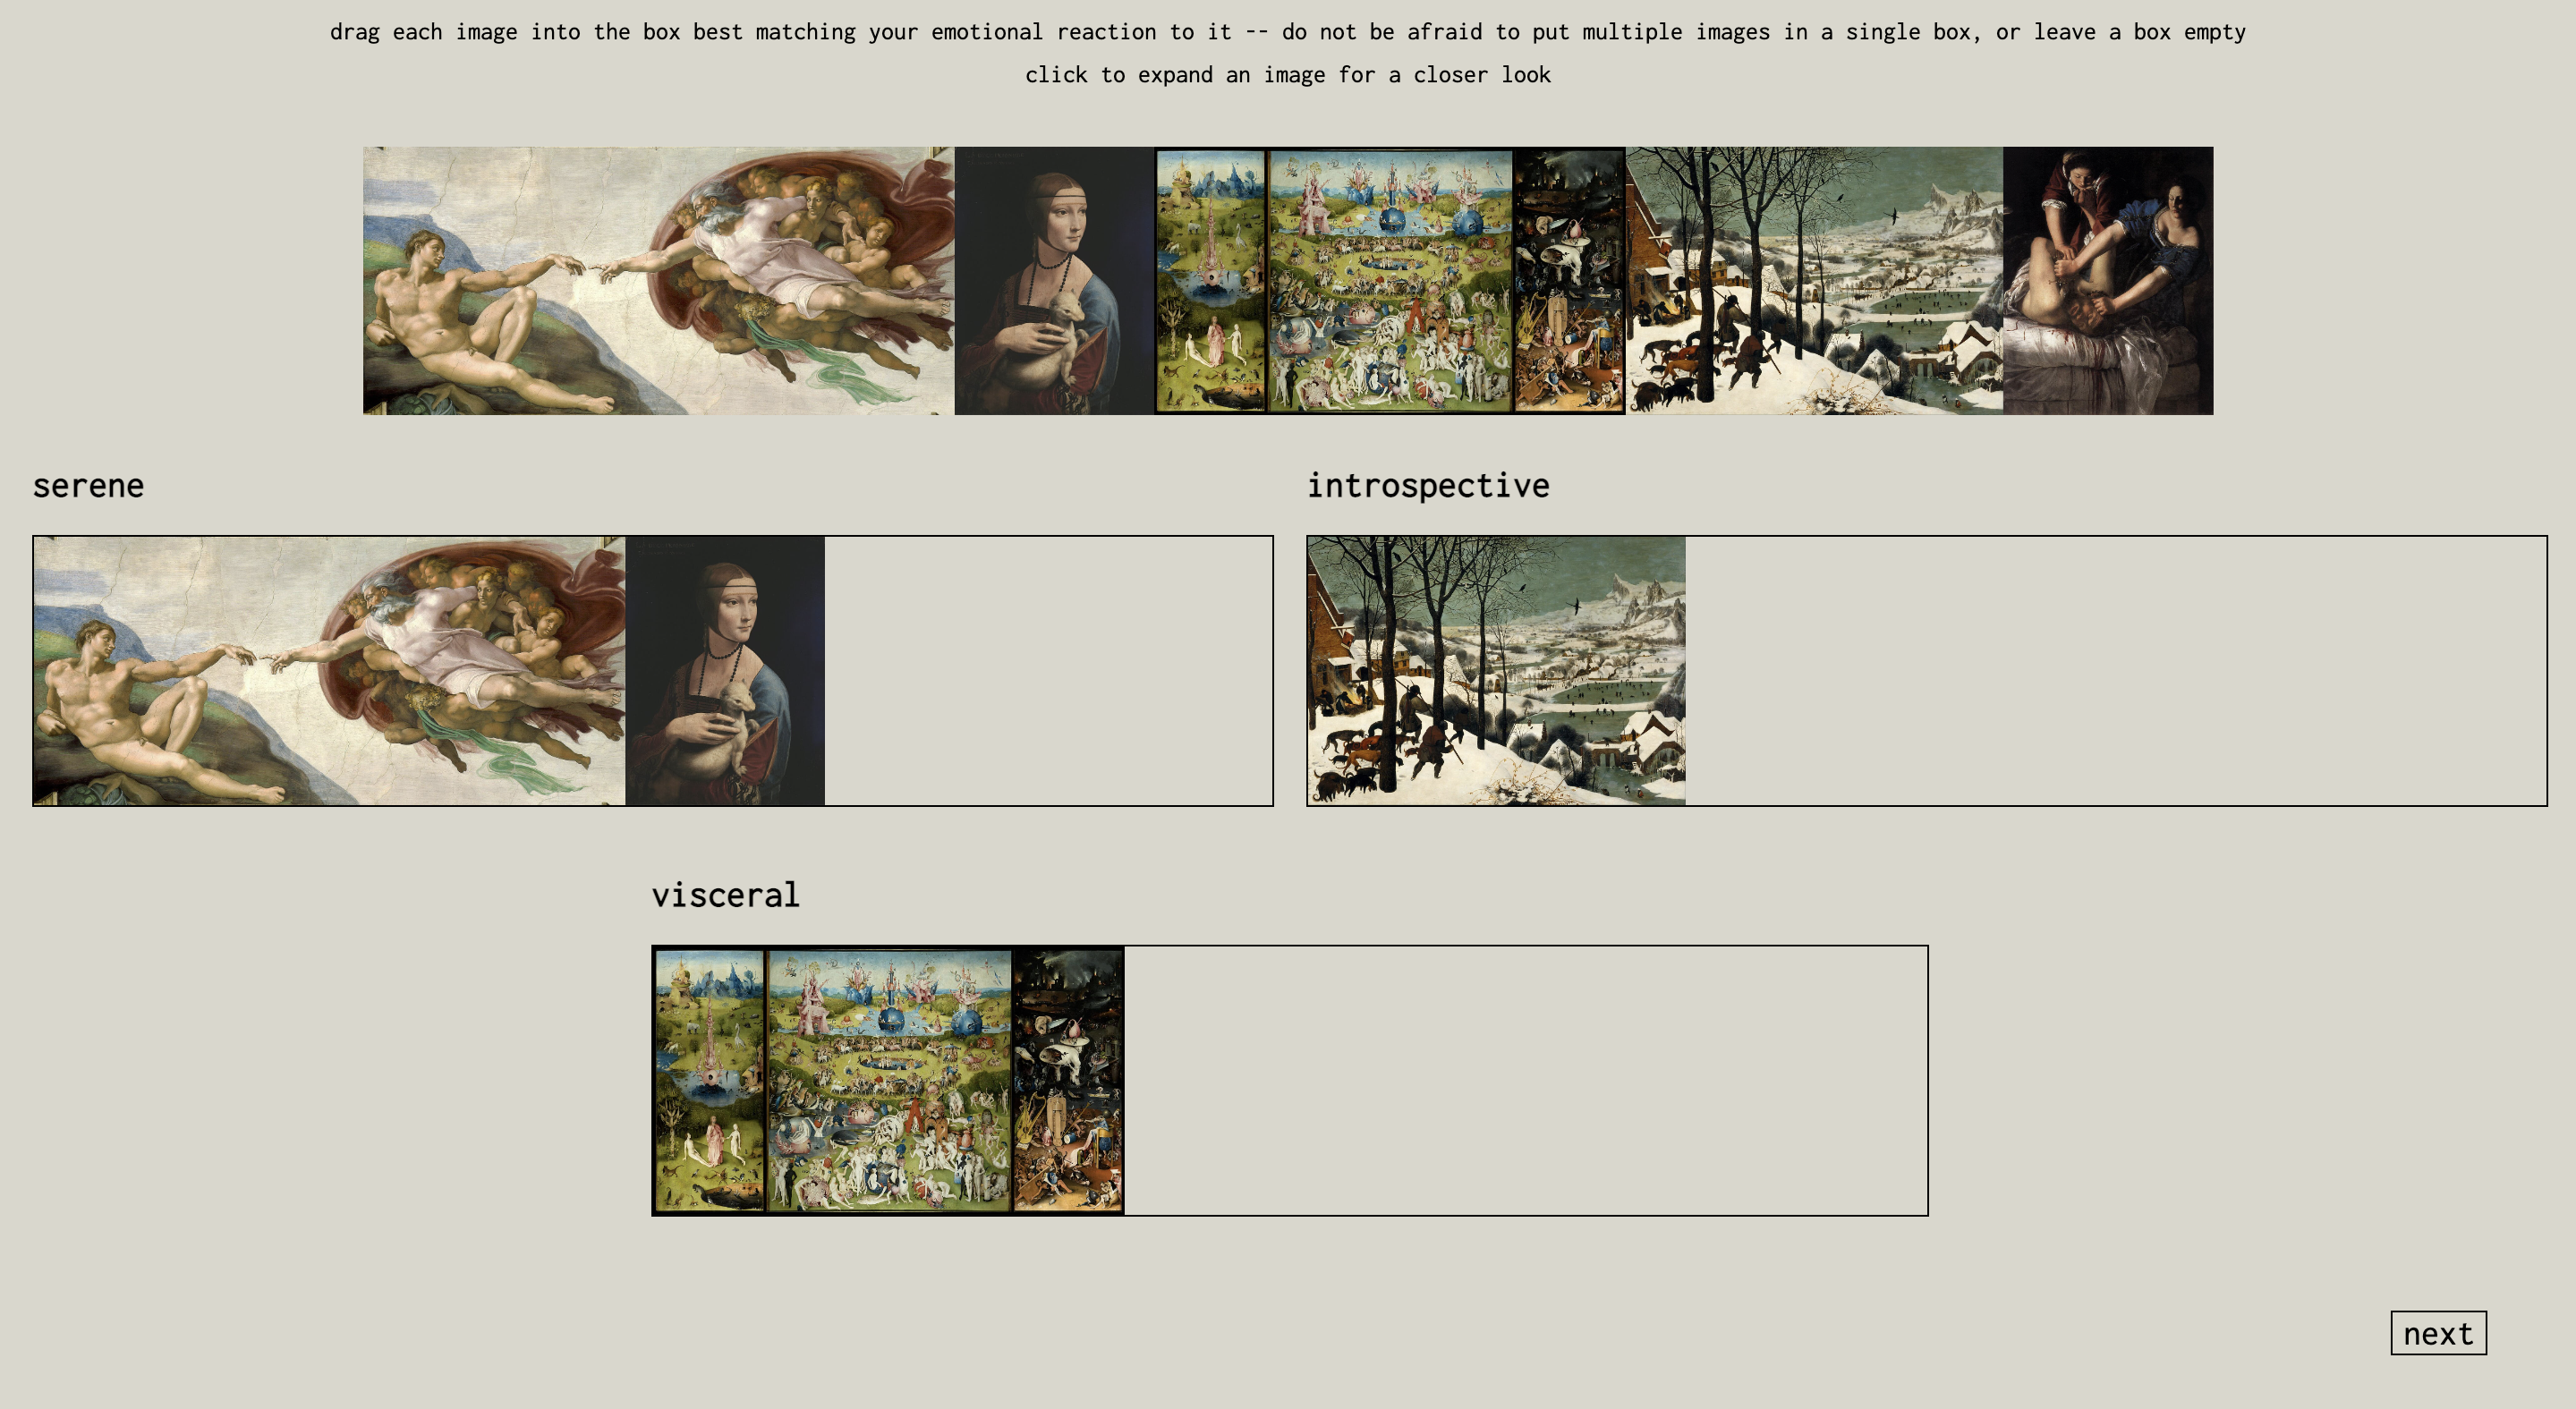 drag each image into the box best matching your emotional reaction to it -- do not be afraid to put multiple images in a single box, or leave a box empty
click to expand an image for a closer look
serene
introspective
visceral
next